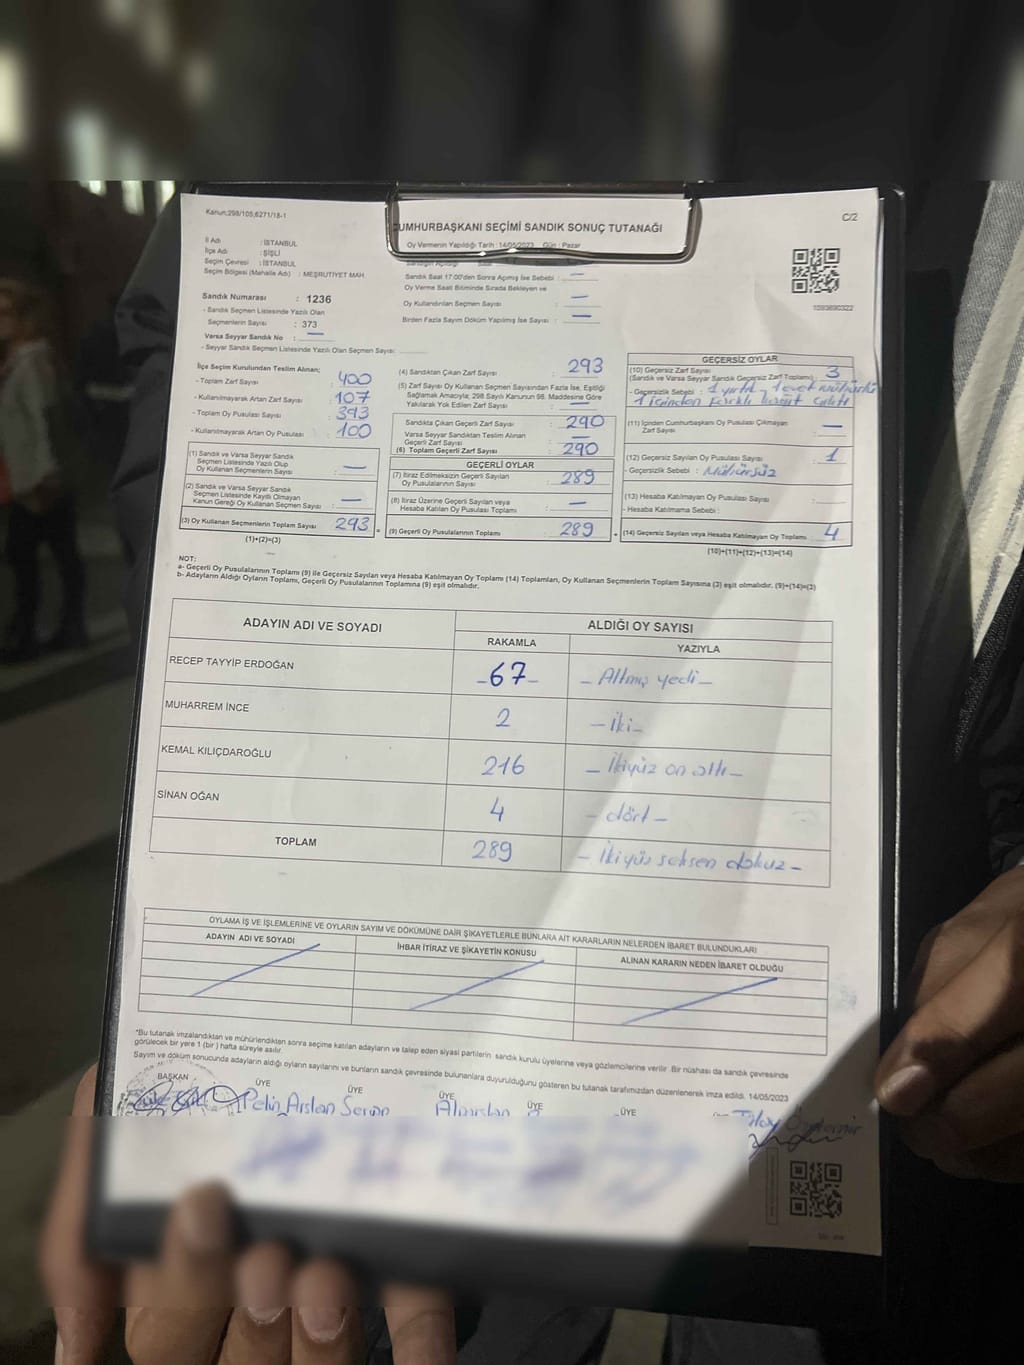 Kanun;298/105,6271/18-1
C/2
CUMHURBAŞKANI SEÇİMİ SANDIK SONUÇ TUTANAĞI
Oy Vermenin Yapıldığı Tarih : 14/05/2023 Gün : Pazar
İl Adı : İSTANBUL
İlçe Adı : ŞİŞLİ
Seçim Çevresi : İSTANBUL
Seçim Bölgesi (Mahalle Adı) : MEŞRUTİYET MAH
Sandık Numarası : 1236
- Sandık Seçmen Listesinde Yazılı Olan
Seçmenlerin Sayısı : 373
Varsa Seyyar Sandık No : —
- Seyyar Sandık Seçmen Listesinde Yazılı Olan Seçmen Sayısı :
Sandık Saat 17:00'den Sonra Açımış İse Sebebi : —
Oy Verme Saati Bitiminde Sırada Bekleyen ve
Oy Kullandırılan Seçmen Sayısı : —
Birden Fazla Sayım Döküm Yapılmış İse Sayısı : —
1593690322
İlçe Seçim Kurulundan Teslim Alınan;
- Toplam Zarf Sayısı : 400
- Kullanılmayarak Artan Zarf Sayısı : 107
- Toplam Oy Pusulası Sayısı : 393
- Kullanılmayarak Artan Oy Pusulası : 100
(1) Sandık ve Varsa Seyyar Sandık
Seçmen Listesinde Yazılı Olup
Oy Kullanan Seçmenlerin Sayısı : —
(2) Sandık ve Varsa Seyyar Sandık
Seçmen Listesinde Kayıtlı Olmayan
Kanun Gereği Oy Kullanan Seçmen Sayısı : —
(3) Oy Kullanan Seçmenlerin Toplam Sayısı : 293
(1)+(2)=(3)
(4) Sandıktan Çıkan Zarf Sayısı : 293
(5) Zarf Sayısı Oy Kullanan Seçmen Sayısından Fazla İse, Eşitliği
Sağlamak Amacıyla; 298 Sayılı Kanunun 98. Maddesine Göre
Yakılarak Yok Edilen Zarf Sayısı : —
Sandıkta Çıkan Geçerli Zarf Sayısı : 290
Varsa Seyyar Sandıktan Teslim Alınan
Geçerli Zarf Sayısı : —
(6) Toplam Geçerli Zarf Sayısı : 290
GEÇERLİ OYLAR
(7) İtiraz Edilmeksizin Geçerli Sayılan
Oy Pusulalarının Sayısı : 289
(8) İtiraz Üzerine Geçerli Sayılan veya
Hesaba Katılan Oy Pusulası Toplamı : —
(9) Geçerli Oy Pusulalarının Toplamı : 289
GEÇERSİZ OYLAR
(10) Geçersiz Zarf Sayısı : 3
(Sandık ve Varsa Seyyar Sandık Geçersiz Zarf Toplamı)
- Geçersizlik Sebebi : 1 yırtık, 1 evet mühürlü
1 içinden farklı kağıt çıktı
(11) İçinden Cumhurbaşkanı Oy Pusulası Çıkmayan
Zarf Sayısı : —
(12) Geçersiz Sayılan Oy Pusulası Sayısı : 1
- Geçersizlik Sebebi : Mühürsüz
(13) Hesaba Katılmayan Oy Pusulası Sayısı :
- Hesaba Katılmama Sebebi :
(14) Geçersiz Sayılan veya Hesaba Katılmayan Oy Toplamı : 4
(10)+(11)+(12)+(13)=(14)
NOT:
a- Geçerli Oy Pusulalarının Toplamı (9) ile Geçersiz Sayılan veya Hesaba Katılmayan Oy Toplamı (14) Toplamları, Oy Kullanan Seçmenlerin Toplam Sayısına (3) eşit olmalıdır. (9)+(14)=(3)
b- Adayların Aldığı Oyların Toplamı, Geçerli Oy Pusulalarının Toplamına (9) eşit olmalıdır.
ADAYIN ADI VE SOYADI
ALDIĞI OY SAYISI
RAKAMLA
YAZIYLA
RECEP TAYYİP ERDOĞAN -67- - Altmış yedi -
MUHARREM İNCE 2 - iki -
KEMAL KILIÇDAROĞLU 216 - İkiyüz on altı -
SİNAN OĞAN 4 - dört -
TOPLAM 289 - İkiyüz seksen dokuz -
OYLAMA İŞ VE İŞLEMLERİNE VE OYLARIN SAYIM VE DÖKÜMÜNE DAİR ŞİKAYETLERLE BUNLARA AİT KARARLARIN NELERDEN İBARET BULUNDUKLARI
ADAYIN ADI VE SOYADI
İHBAR İTİRAZ VE ŞİKAYETİN KONUSU
ALINAN KARARIN NEDEN İBARET OLDUĞU
*Bu tutanak imzalandıktan ve mühürlendikten sonra seçime katılan adayların ve talep eden siyasi partilerin sandık kurulu üyelerine veya gözlemcilerine verilir. Bir nüshası da sandık çevresinde
görülecek bir yere 1 (bir) hafta süreyle asılır.
Sayım ve döküm sonucunda adayların aldığı oyların sayılarını ve bunların sandık çevresinde bulunanlara duyurulduğunu gösteren bu tutanak tarafımızdan düzenlenerek imza edildi. 14/05/2023
BAŞKAN ÜYE ÜYE ÜYE ÜYE ÜYE
Pelin Arslan
Alparslan